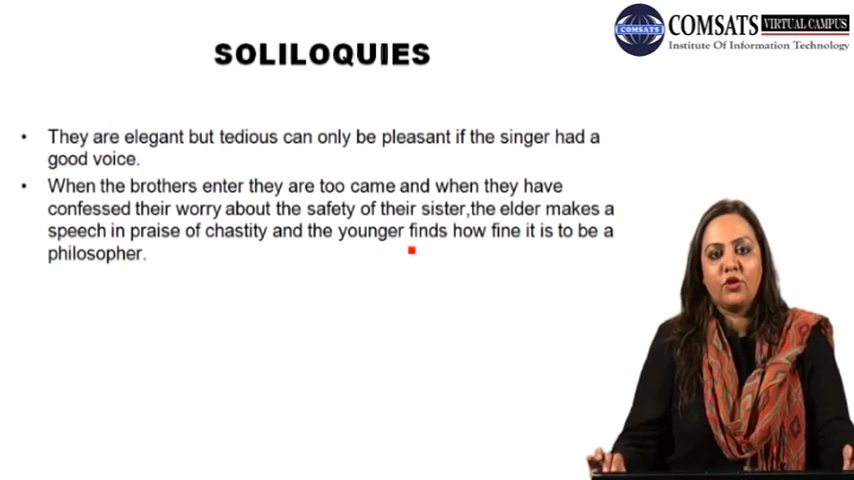 COMSATS VIRTUAL CAMPUS
COMSATS
Institute Of Information Technology
SOLILOQUIES
• They are elegant but tedious can only be pleasant if the singer had a
good voice.
• When the brothers enter they are too came and when they have
confessed their worry about the safety of their sister,the elder makes a
speech in praise of chastity and the younger finds how fine it is to be a
philosopher.